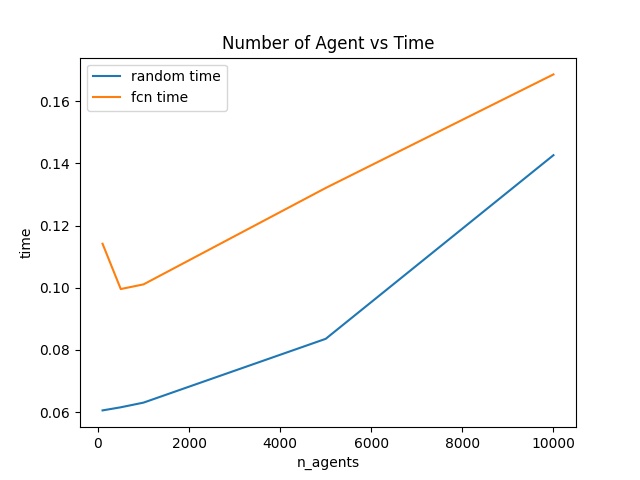 Number of Agent vs Time
random time
fcn time
0.16
0.14
0.12
0.10
0.08
0.06
time
0 2000 4000 6000 8000 10000
n_agents